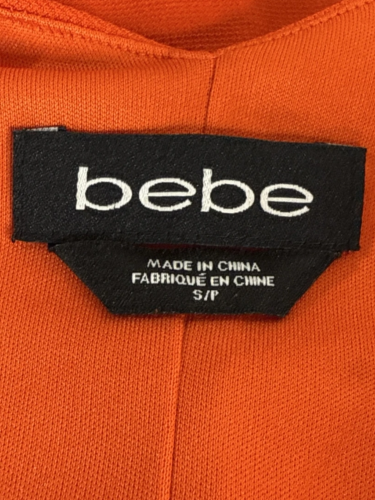 bebe
MADE IN CHINA
FABRIQUÉ EN CHINE
S/P